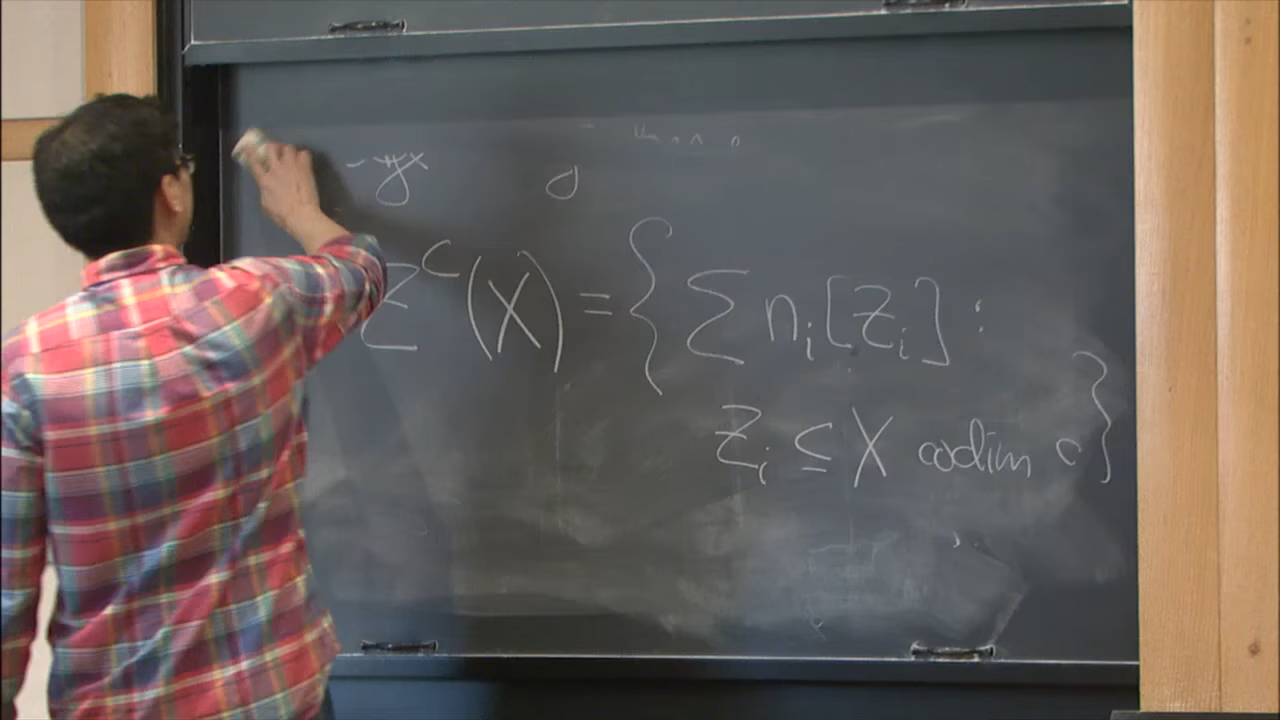 Z^c(X) = { Σ n_i[Z_i] :
Z_i ⊆ X codim c }